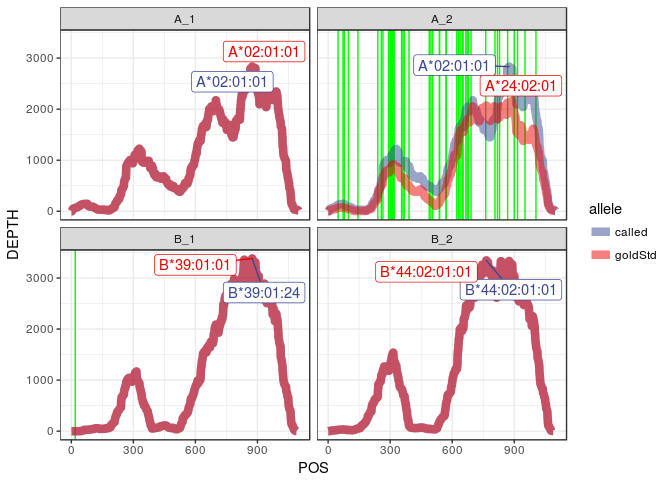 A_1
A_2
3000
2000
1000
0
A*02:01:01
A*02:01:01
A*02:01:01
A*24:02:01
DEPTH
allele
called
goldStd
B_1
B_2
3000
2000
1000
0
B*39:01:01
B*39:01:24
B*44:02:01:01
B*44:02:01:01
0
300
600
900
0
300
600
900
POS